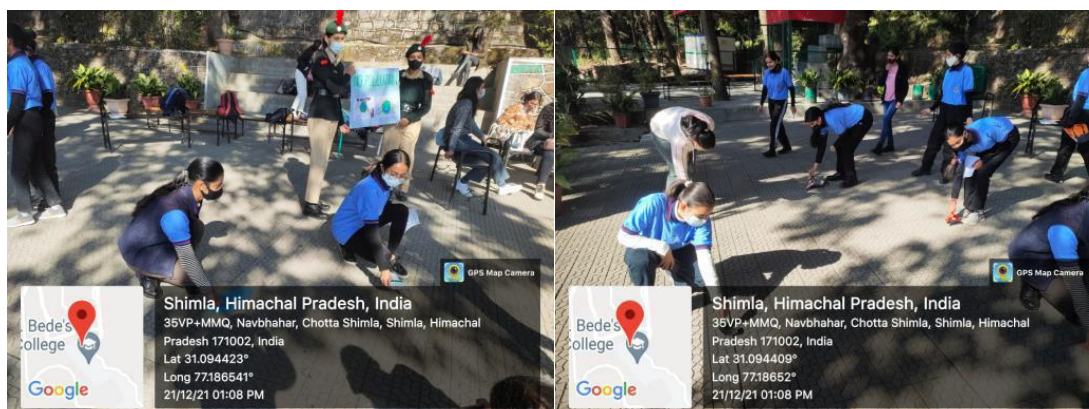 GPS Map Camera
Shimla, Himachal Pradesh, India
35VP+MMQ, Navbhahar, Chotta Shimla, Shimla, Himachal
Pradesh 171002, India
Lat 31.094423°
Long 77.186541°
21/12/21 01:08 PM
Bede's
College
Google
GPS Map Camera
Shimla, Himachal Pradesh, India
35VP+MMQ, Navbhahar, Chotta Shimla, Shimla, Himachal
Pradesh 171002, India
Lat 31.094409°
Long 77.18652°
21/12/21 01:08 PM
. Bede's
College
Google